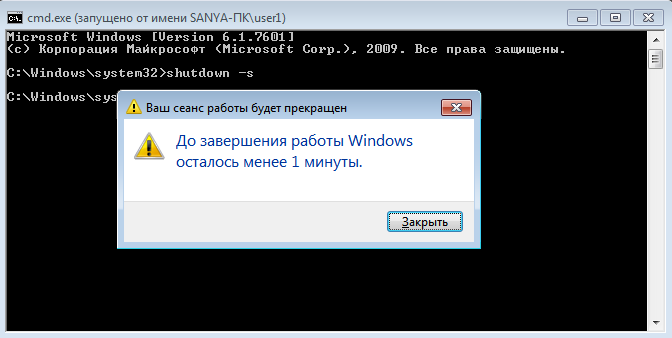 cmd.exe (запущено от имени SANYA-ПК\user1)
Microsoft Windows [Version 6.1.7601]
(c) Корпорация Майкрософт (Microsoft Corp.), 2009. Все права защищены.
C:\Windows\system32>shutdown -s
C:\Windows\sys
Ваш сеанс работы будет прекращен
До завершения работы Windows
осталось менее 1 минуты.
Закрыть